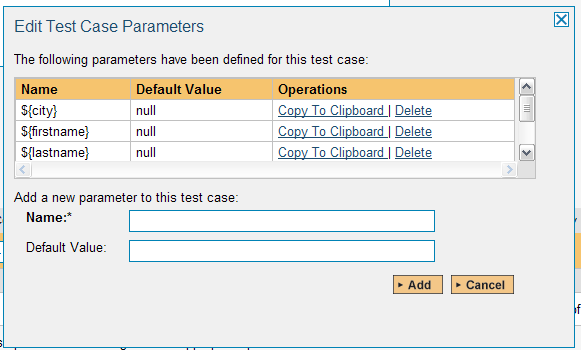 Edit Test Case Parameters
The following parameters have been defined for this test case:
Name Default Value Operations
${city} null Copy To Clipboard | Delete
${firstname} null Copy To Clipboard | Delete
${lastname} null Copy To Clipboard | Delete
Add a new parameter to this test case:
Name:*
Default Value:
Add Cancel